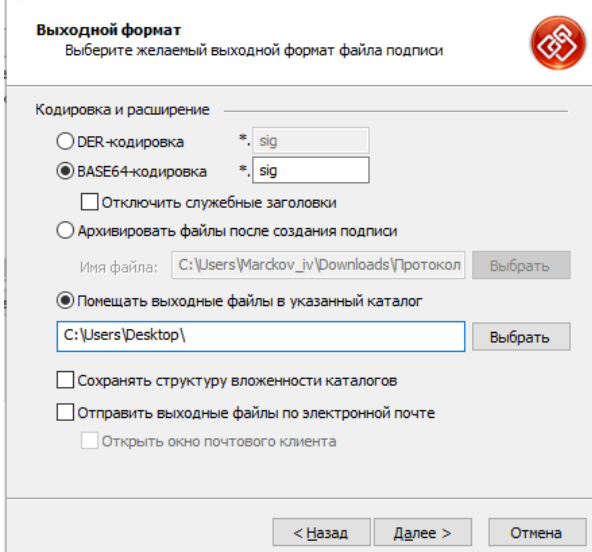 Выходной формат
Выберите желаемый выходной формат файла подписи
Кодировка и расширение
DER-кодировка *. sig
BASE64-кодировка *. sig
Отключить служебные заголовки
Архивировать файлы после создания подписи
Имя файла: C:\Users\Marckov_iv\Downloads\Протокол Выбрать
Помещать выходные файлы в указанный каталог
C:\Users\Desktop\ Выбрать
Сохранять структуру вложенности каталогов
Отправить выходные файлы по электронной почте
Открыть окно почтового клиента
< Назад Далее > Отмена